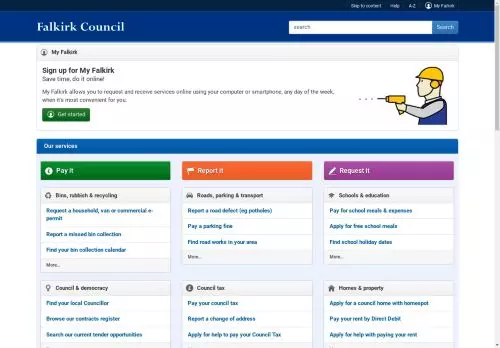 Skip to content Help A-Z My Falkirk
Falkirk Council
search Search
My Falkirk
Sign up for My Falkirk
Save time, do it online!
My Falkirk allows you to request and receive services online using your computer or smartphone, any day of the week,
when it's most convenient for you.
Get started
Our services
Pay it
Report it
Request it
Bins, rubbish & recycling
Request a household, van or commercial e-
permit
Report a missed bin collection
Find your bin collection calendar
More...
Roads, parking & transport
Report a road defect (eg potholes)
Pay a parking fine
Find road works in your area
More...
Schools & education
Pay for school meals & expenses
Apply for free school meals
Find school holiday dates
More...
Council & democracy
Find your local Councillor
Browse our contracts register
Search our current tender opportunities
Council tax
Pay your council tax
Report a change of address
Apply for help to pay your Council Tax
Homes & property
Apply for a council home with homespot
Pay your rent by Direct Debit
Apply for help with paying your rent